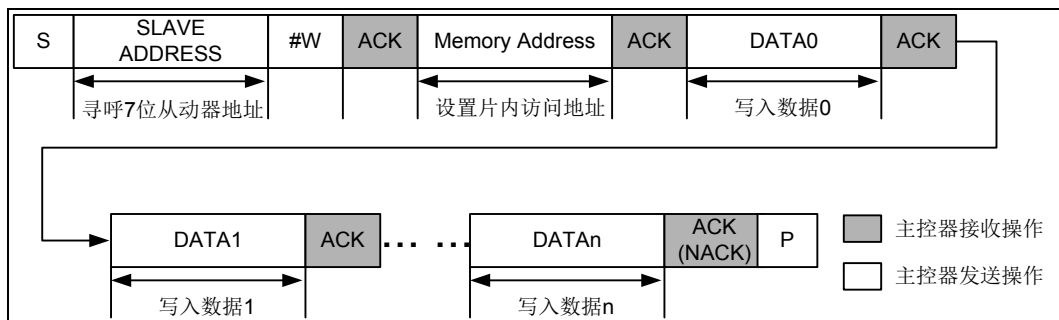 S SLAVE ADDRESS #W ACK Memory Address ACK DATA0 ACK
寻呼7位从动器地址 设置片内访问地址 写入数据0
DATA1 ACK ... ... DATAn ACK (NACK) P
写入数据1 写入数据n
主控器接收操作
主控器发送操作